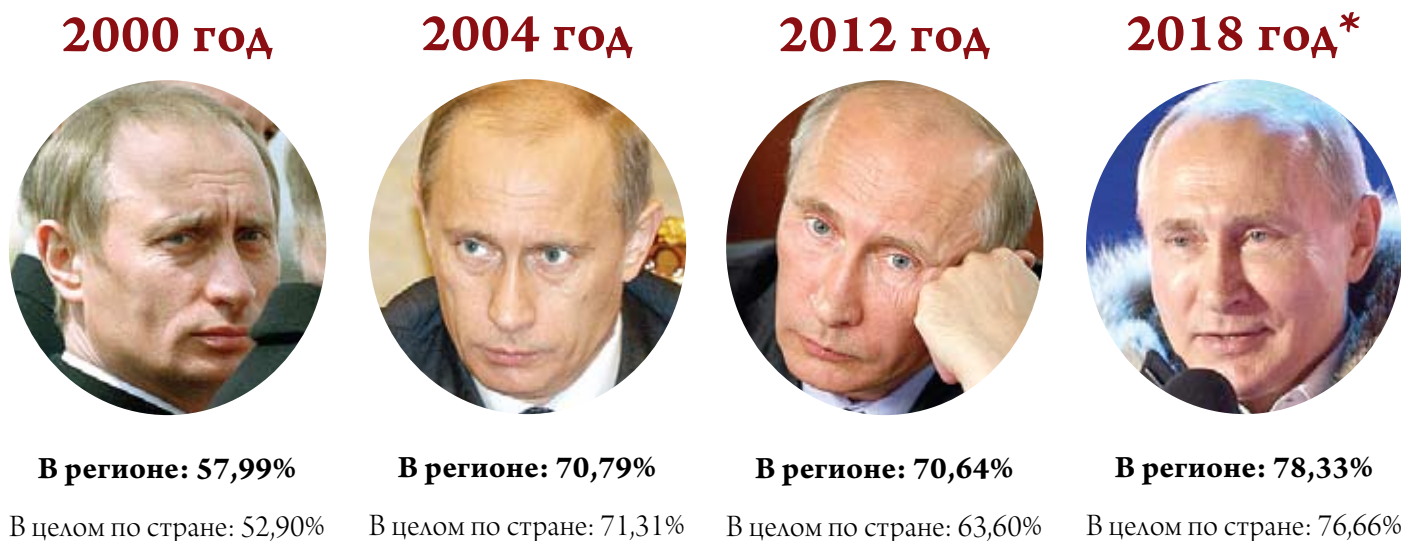 2000 год
2004 год
2012 год
2018 год*
В регионе: 57,99%
В регионе: 70,79%
В регионе: 70,64%
В регионе: 78,33%
В целом по стране: 52,90%
В целом по стране: 71,31%
В целом по стране: 63,60%
В целом по стране: 76,66%